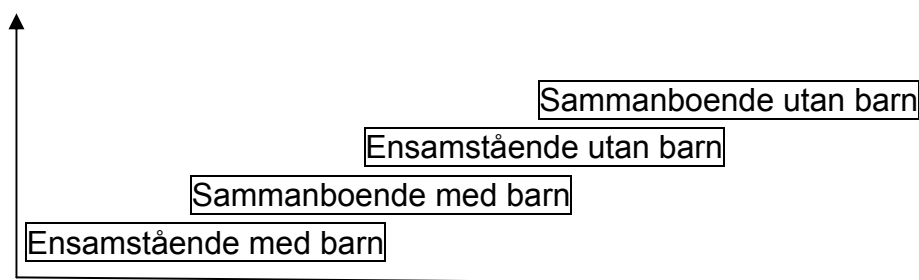 Sammanboende utan barn
Ensamstående utan barn
Sammanboende med barn
Ensamstående med barn